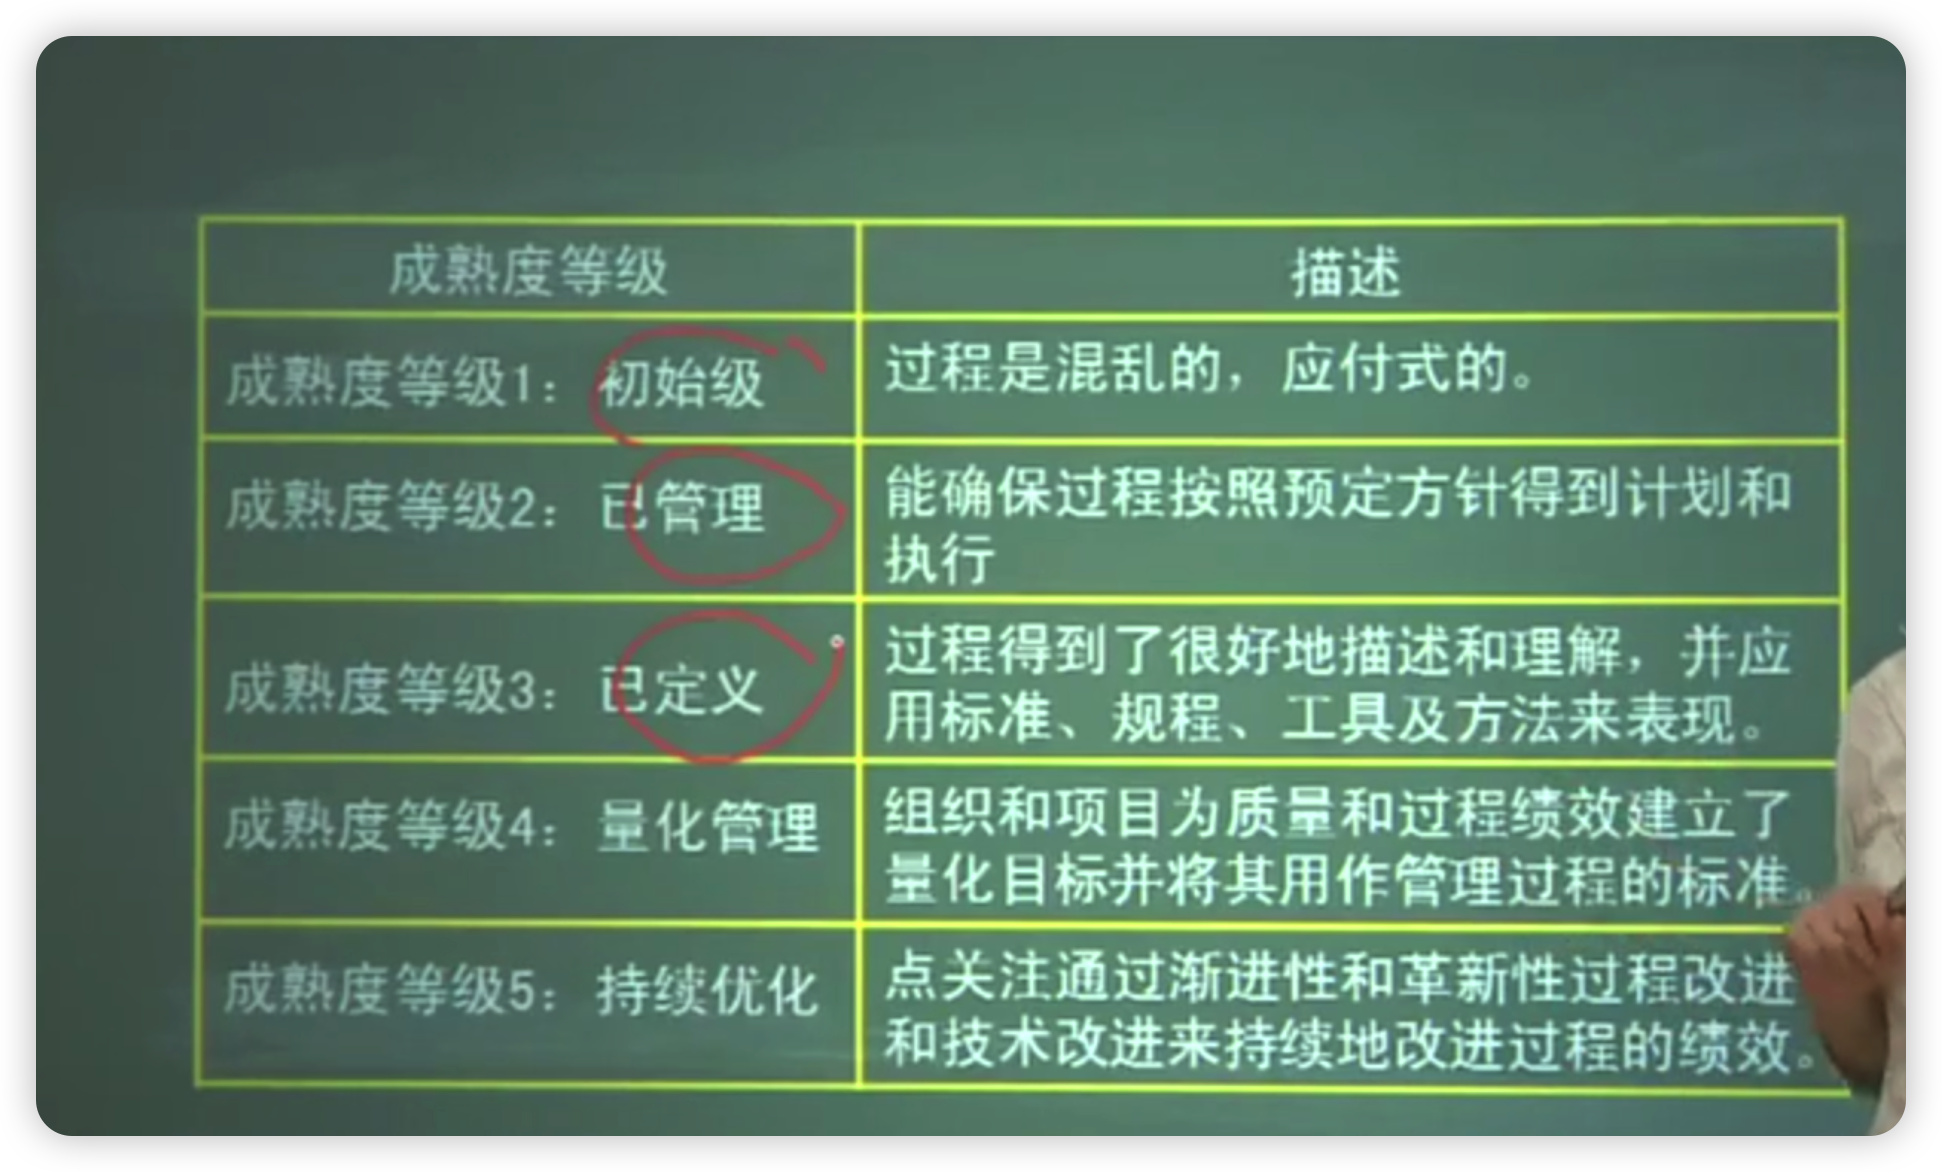 成熟度等级
描述
成熟度等级1： 初始级
过程是混乱的，应付式的。
成熟度等级2： 已管理
能确保过程按照预定方针得到计划和
执行
成熟度等级3： 已定义
过程得到了很好地描述和理解，并应
用标准、规程、工具及方法来表现。
成熟度等级4： 量化管理
组织和项目为质量和过程绩效建立了
量化目标并将其用作管理过程的标准。
成熟度等级5： 持续优化
点关注通过渐进性和革新性过程改进
和技术改进来持续地改进过程的绩效。